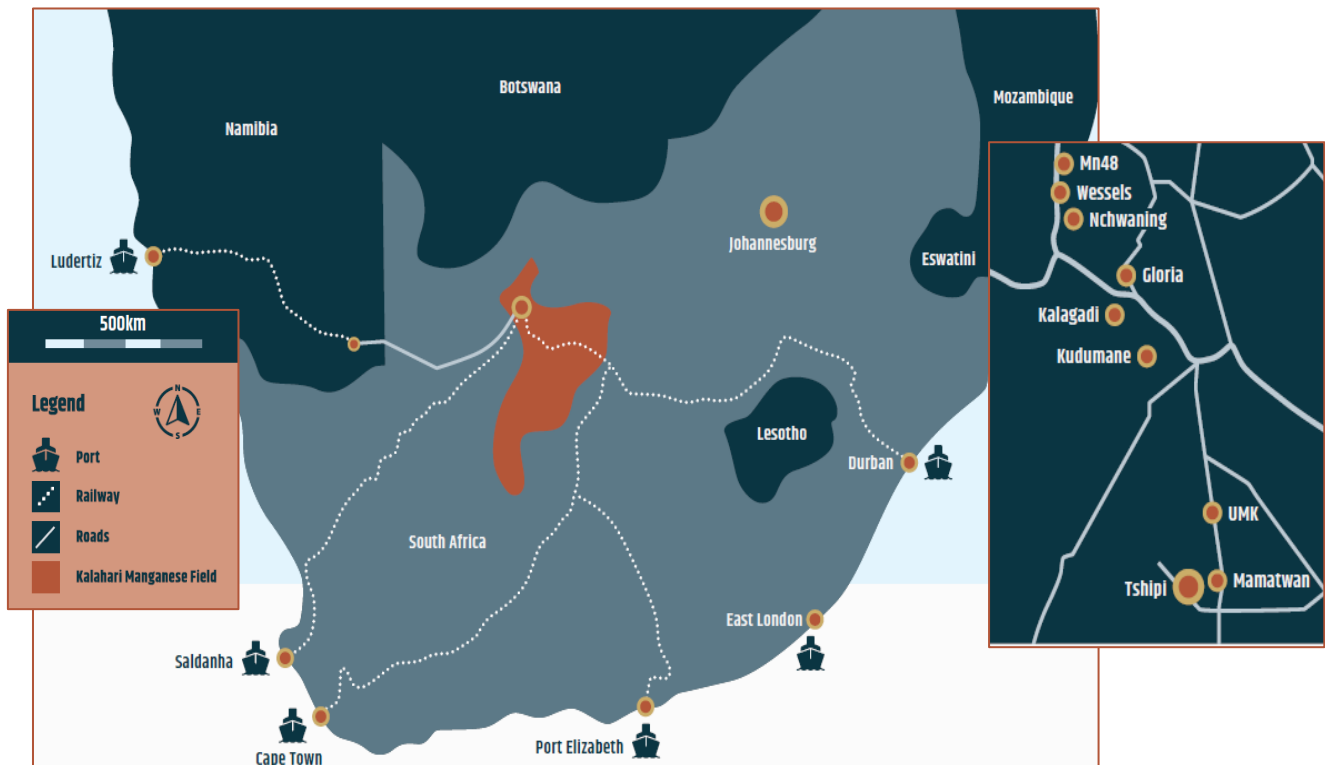 Botswana
Mozambique
Namibia
Mn48
Wessels
Nchwaning
Johannesburg
Ludertiz
Eswatini
Gloria
Kalagadi
Kudumane
500km
Legend
N
W E
S
Port
Railway
Roads
Kalahari Manganese Field
Lesotho
Durban
South Africa
UMK
Tshipi
Mamatwan
East London
Saldanha
Cape Town
Port Elizabeth